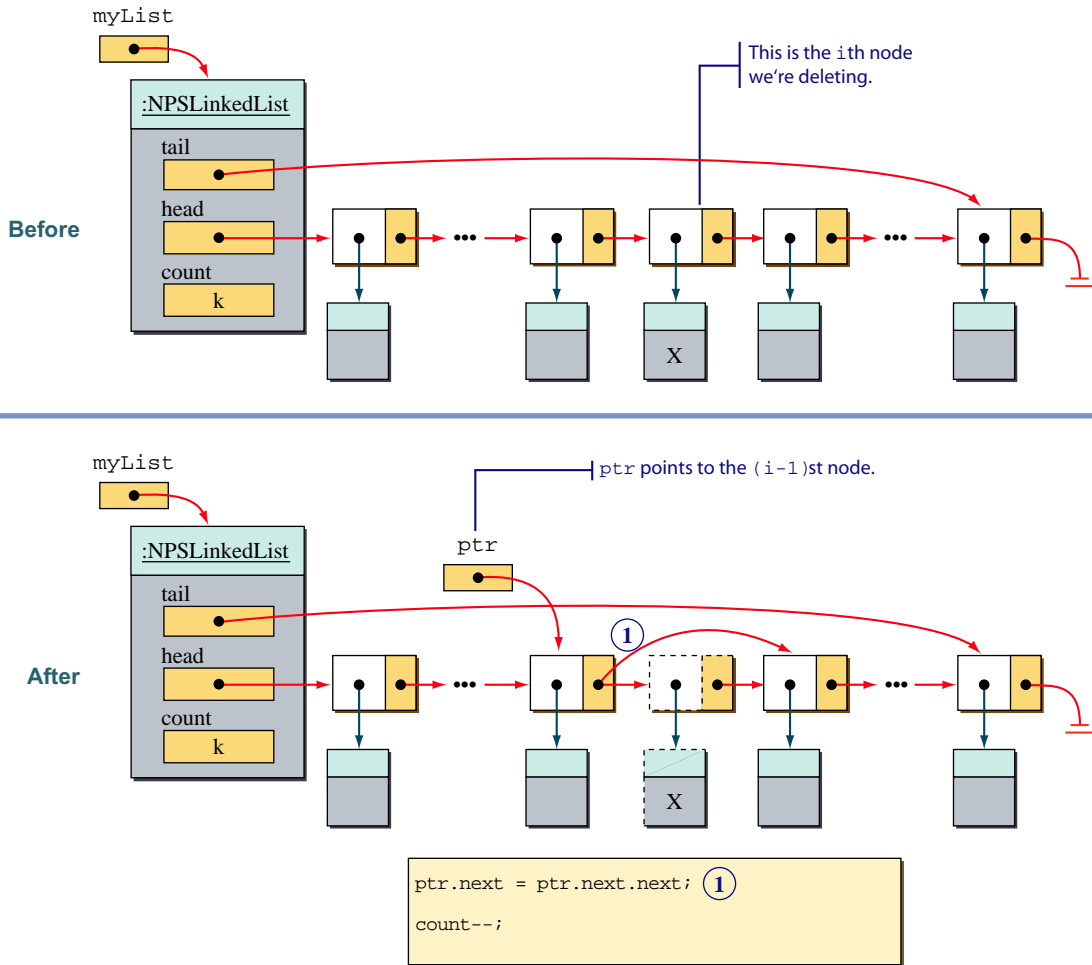 myList
:NPSLinkedList
tail
head
count
k
Before
This is the ith node
we're deleting.
X
myList
:NPSLinkedList
tail
head
count
k
After
ptr points to the (i-1)st node.
ptr
1
X
ptr.next = ptr.next.next; 1
count--;